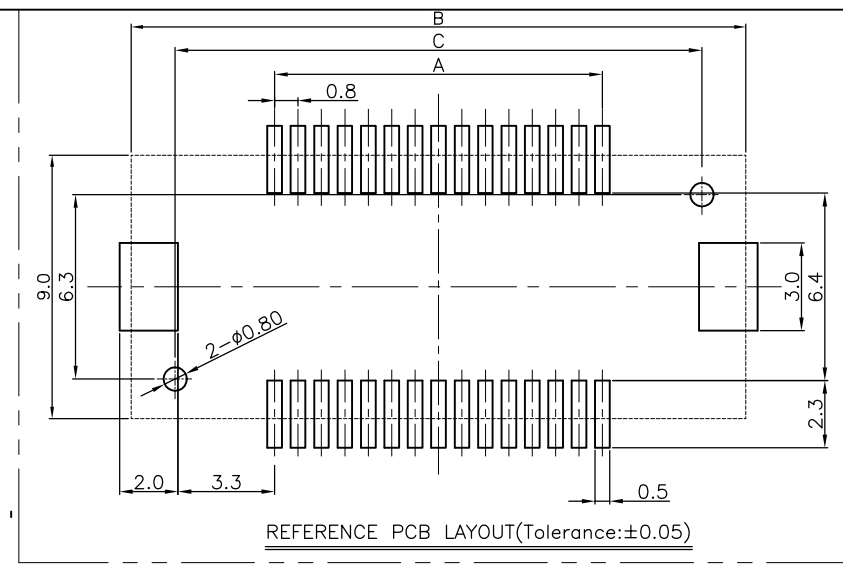 B
C
A
0.8
9.0
6.3
2-ø0.80
3.0
6.4
2.3
2.0
3.3
0.5
REFERENCE PCB LAYOUT(Tolerance:±0.05)